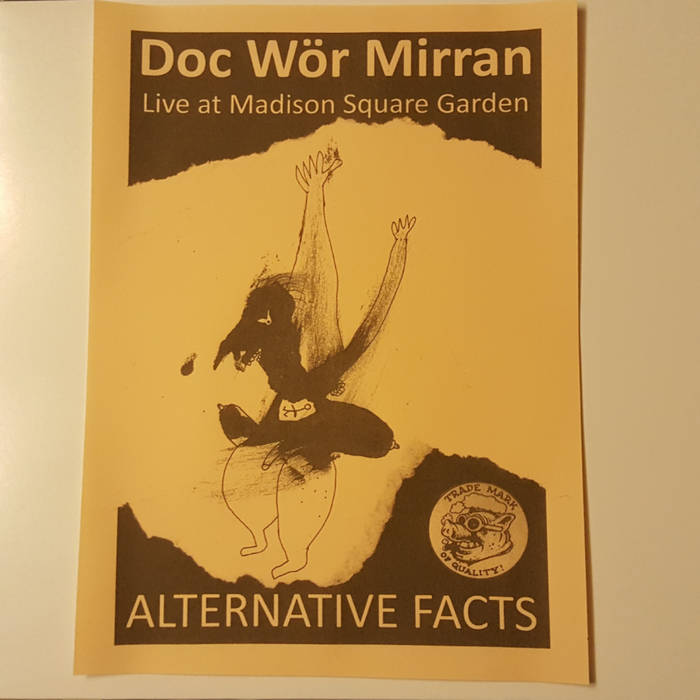 Doc Wör Mirran
Live at Madison Square Garden
TRADE MARK
OF QUALITY!
ALTERNATIVE FACTS